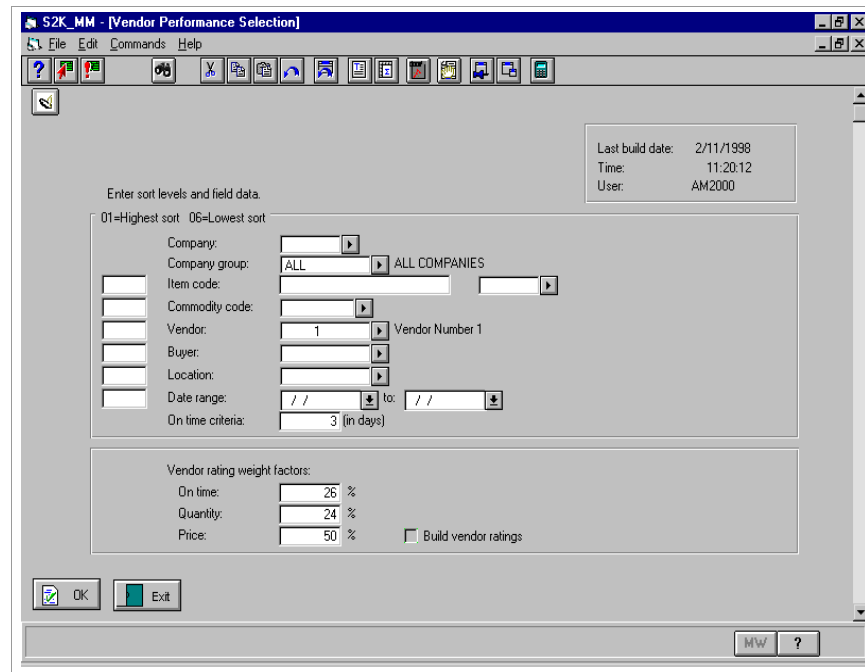 S2K_MM - [Vendor Performance Selection]
File Edit Commands Help
Last build date: 2/11/1998
Time: 11:20:12
User: AM2000
Enter sort levels and field data.
01=Highest sort 06=Lowest sort
Company:
Company group: ALL ALL COMPANIES
Item code:
Commodity code:
Vendor: 1 Vendor Number 1
Buyer:
Location:
Date range: / / to: / /
On time criteria: 3 (in days)
Vendor rating weight factors:
On time: 26 %
Quantity: 24 %
Price: 50 % Build vendor ratings
OK Exit
MW ?